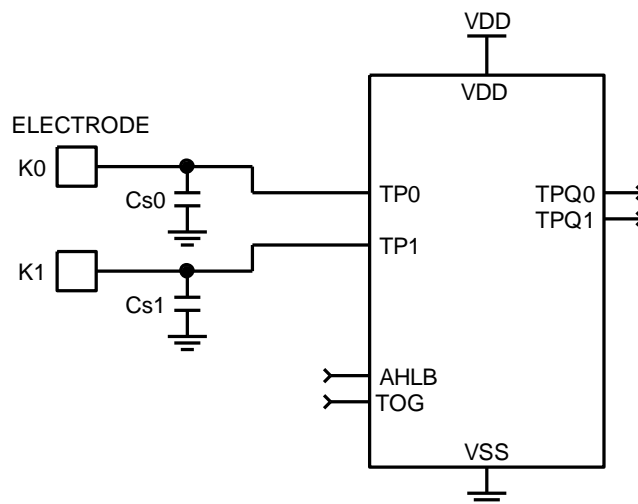 VDD
VDD
ELECTRODE
K0
Cs0
TP0
TPQ0
TPQ1
K1
TP1
Cs1
AHLB
TOG
VSS